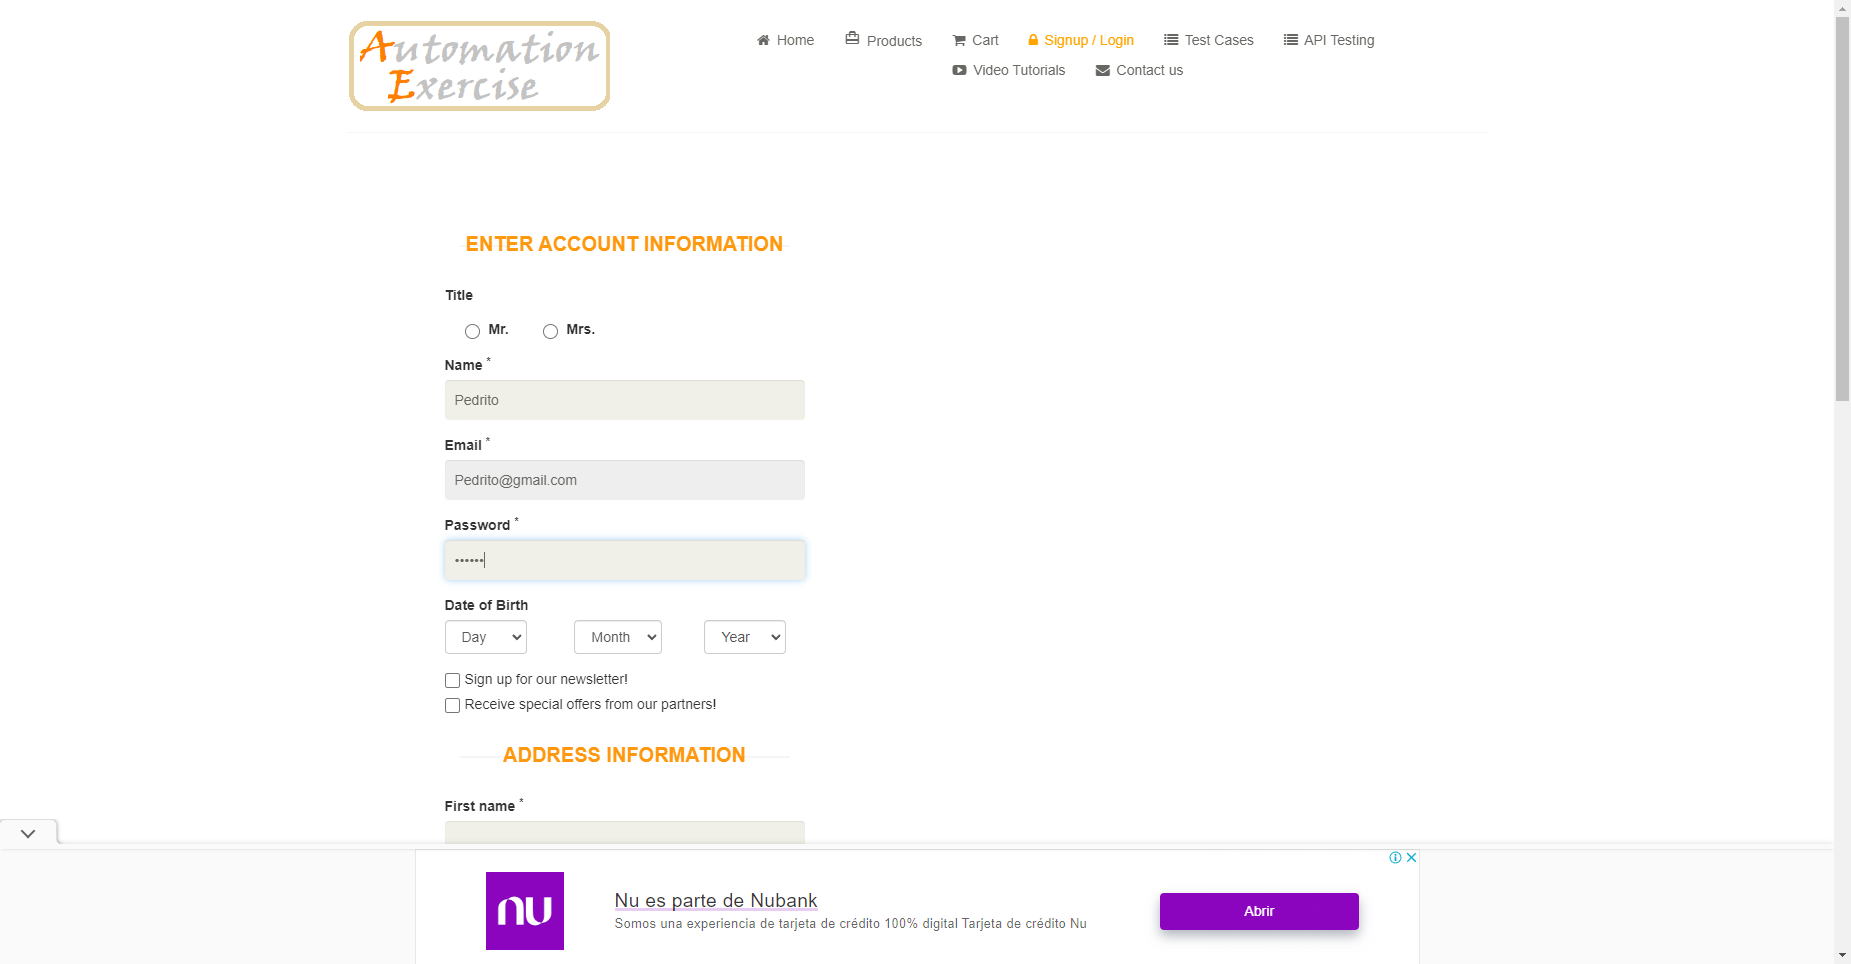 Automation
Exercise
Home
Products
Cart
Signup / Login
Test Cases
API Testing
Video Tutorials
Contact us
ENTER ACCOUNT INFORMATION
Title
Mr.
Mrs.
Name *
Pedrito
Email *
Pedrito@gmail.com
Password *
••••••
Date of Birth
Day
Month
Year
Sign up for our newsletter!
Receive special offers from our partners!
ADDRESS INFORMATION
First name *
nu
Nu es parte de Nubank
Somos una experiencia de tarjeta de crédito 100% digital Tarjeta de crédito Nu
Abrir